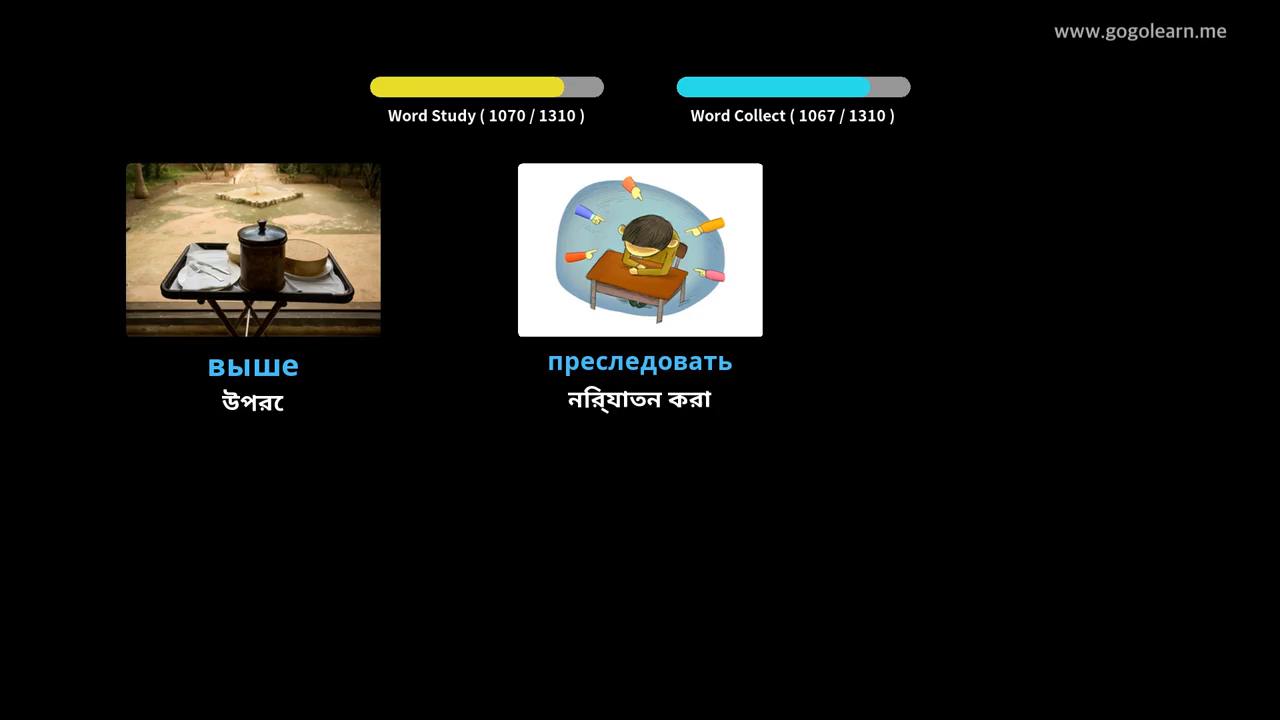 www.gogolearn.me
Word Study ( 1070 / 1310 )
Word Collect ( 1067 / 1310 )
выше
উপরে
преследовать
নির্যাতন করা